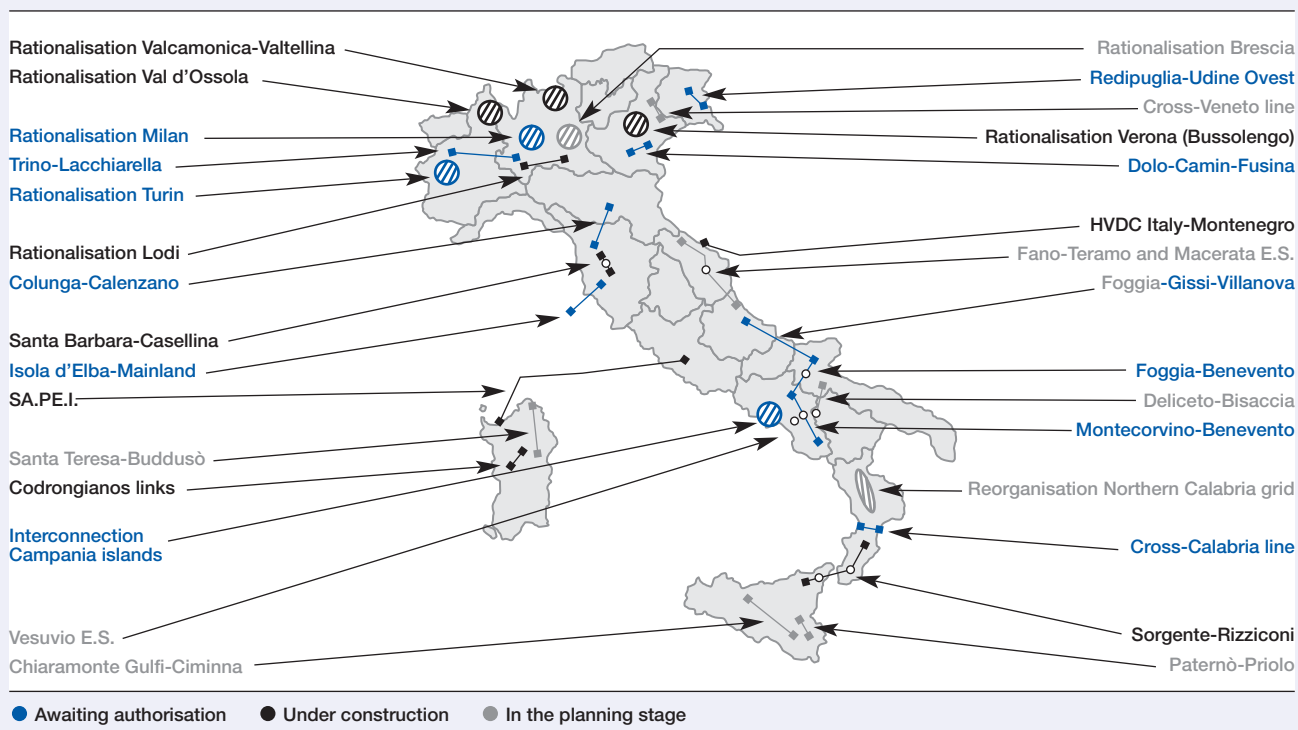 Rationalisation Valcamonica-Valtellina
Rationalisation Val d'Ossola
Rationalisation Milan
Trino-Lacchiarella
Rationalisation Turin
Rationalisation Lodi
Colunga-Calenzano
Santa Barbara-Casellina
Isola d'Elba-Mainland
SA.PE.I.
Santa Teresa-Buddusò
Codrongianos links
Interconnection
Campania islands
Vesuvio E.S.
Chiaramonte Gulfi-Ciminna
Rationalisation Brescia
Redipuglia-Udine Ovest
Cross-Veneto line
Rationalisation Verona (Bussolengo)
Dolo-Camin-Fusina
HVDC Italy-Montenegro
Fano-Teramo and Macerata E.S.
Foggia-Gissi-Villanova
Foggia-Benevento
Deliceto-Bisaccia
Montecorvino-Benevento
Reorganisation Northern Calabria grid
Cross-Calabria line
Sorgente-Rizziconi
Paternò-Priolo
Awaiting authorisation
Under construction
In the planning stage